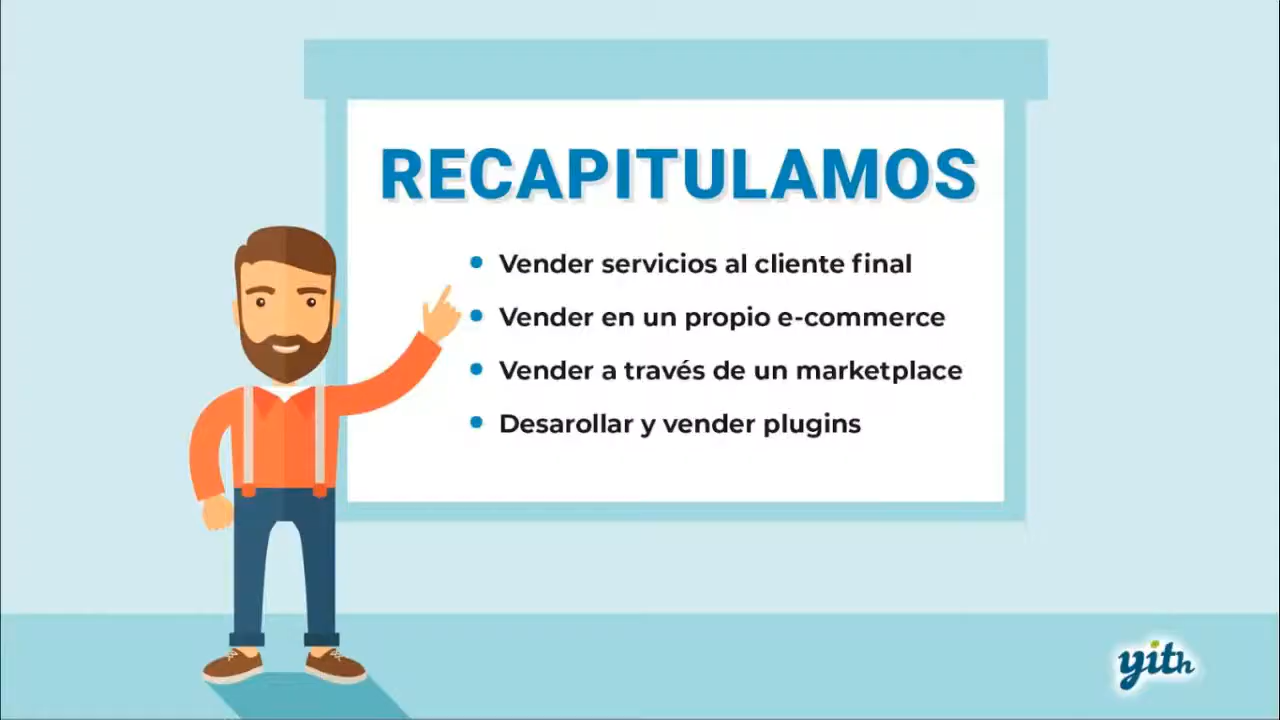 RECAPITULAMOS
Vender servicios al cliente final
Vender en un propio e-commerce
Vender a través de un marketplace
Desarollar y vender plugins
yith